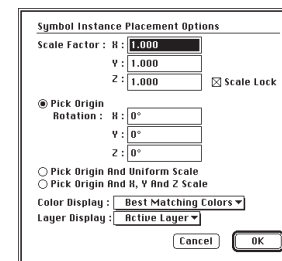 Symbol Instance Placement Options
Scale Factor : X : 1.000
Y : 1.000
Z : 1.000 Scale Lock
Pick Origin
Rotation : X : 0°
Y : 0°
Z : 0°
Pick Origin And Uniform Scale
Pick Origin And X, Y And Z Scale
Color Display : Best Matching Colors
Layer Display : Active Layer
Cancel OK